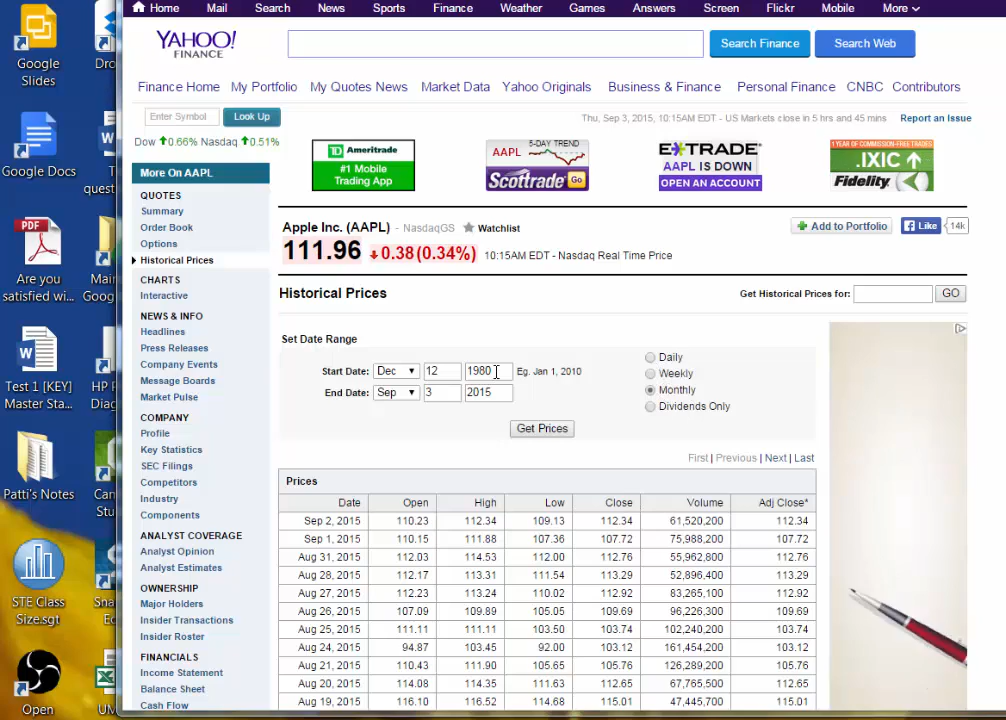 Home Mail Search News Sports Finance Weather Games Answers Screen Flickr Mobile More
YAHOO!
FINANCE
Search Finance
Search Web
Finance Home My Portfolio My Quotes News Market Data Yahoo Originals Business & Finance Personal Finance CNBC Contributors
Enter Symbol
Look Up
Thu, Sep 3, 2015, 10:15AM EDT - US Markets close in 5 hrs and 45 mins
Report an Issue
Dow 0.66% Nasdaq 0.51%
Ameritrade
#1 Mobile
Trading App
5-DAY TREND
AAPL
Scottrade Go
E*TRADE
AAPL IS DOWN
OPEN AN ACCOUNT
1 YEAR OF COMMISSION-FREE TRADES
.IXIC
Fidelity
More On AAPL
QUOTES
Summary
Order Book
Options
Historical Prices
CHARTS
Interactive
NEWS & INFO
Headlines
Press Releases
Company Events
Message Boards
Market Pulse
COMPANY
Profile
Key Statistics
SEC Filings
Competitors
Industry
Components
ANALYST COVERAGE
Analyst Opinion
Analyst Estimates
OWNERSHIP
Major Holders
Insider Transactions
Insider Roster
FINANCIALS
Income Statement
Balance Sheet
Cash Flow
Apple Inc. (AAPL) - NasdaqGS Watchlist
Add to Portfolio
Like 14k
111.96 0.38(0.34%) 10:15AM EDT - Nasdaq Real Time Price
Historical Prices
Get Historical Prices for:
GO
Set Date Range
Start Date: Dec 12 1980 Eg. Jan 1, 2010
End Date: Sep 3 2015
Daily
Weekly
Monthly
Dividends Only
Get Prices
First | Previous | Next | Last
Prices
Date Open High Low Close Volume Adj Close*
Sep 2, 2015 110.23 112.34 109.13 112.34 61,520,200 112.34
Sep 1, 2015 110.15 111.88 107.36 107.72 75,988,200 107.72
Aug 31, 2015 112.03 114.53 112.00 112.76 55,962,800 112.76
Aug 28, 2015 112.17 113.31 111.54 113.29 52,896,400 113.29
Aug 27, 2015 112.23 113.24 110.02 112.92 83,265,100 112.92
Aug 26, 2015 107.09 109.89 105.05 109.69 96,226,300 109.69
Aug 25, 2015 111.11 111.11 103.50 103.74 102,240,200 103.74
Aug 24, 2015 94.87 103.45 92.00 103.12 161,454,200 103.12
Aug 21, 2015 110.43 111.90 105.65 105.76 126,289,200 105.76
Aug 20, 2015 114.08 114.35 111.63 112.65 67,765,500 112.65
Aug 19, 2015 116.10 116.52 114.68 115.01 47,445,700 115.01
Google
Slides
Dro
Google Docs
T
quest
PDF
Are you
satisfied wi...
Main
Goog
Test 1 [KEY]
Master Sta...
HP P
Diag
Patti's Notes
Can
Stu
STE Class
Size.sgt
Sna
Ec
Open
UM